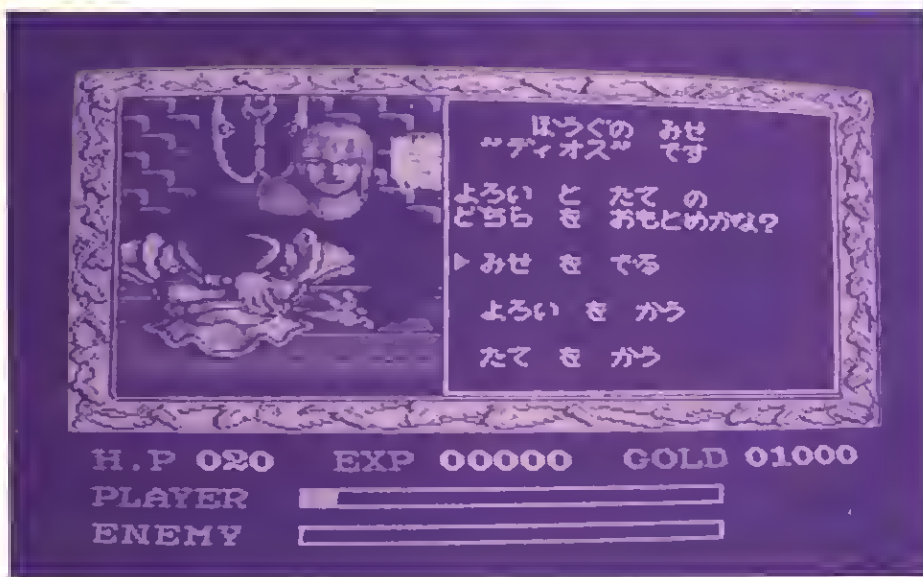 ぼうぐの みせ
"ディオス" です
よろい と たて の
どちら を おもとめかな?
▶みせ を でる
よろい を かう
たて を かう
H.P 020 EXP 00000 GOLD 01000
PLAYER
ENEMY